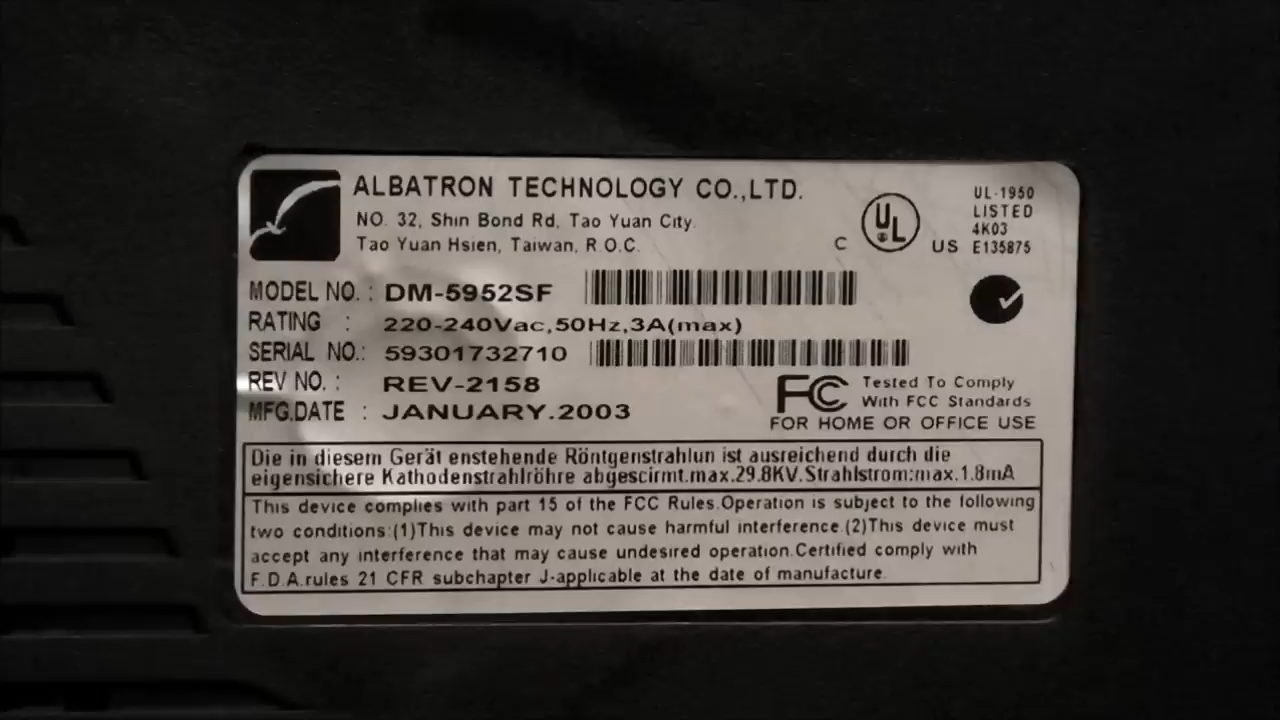 ALBATRON TECHNOLOGY CO.,LTD.
NO. 32, Shin Bond Rd, Tao Yuan City.
Tao Yuan Hsien, Taiwan, R.O.C.
C UL US
UL-1950
LISTED
4K03
E135875
MODEL NO. : DM-5952SF
RATING : 220-240Vac,50Hz,3A(max)
SERIAL NO.: 59301732710
REV NO. : REV-2158
MFG.DATE : JANUARY.2003
FC Tested To Comply
With FCC Standards
FOR HOME OR OFFICE USE
Die in diesem Gerät enstehende Röntgenstrahlun ist ausreichend durch die
eigensichere Kathodenstrahlröhre abgescirmt.max.29.8KV.Strahlstrom:max.1.8mA
This device complies with part 15 of the FCC Rules.Operation is subject to the following
two conditions:(1)This device may not cause harmful interference.(2)This device must
accept any interference that may cause undesired operation.Certified comply with
F.D.A.rules 21 CFR subchapter J-applicable at the date of manufacture.